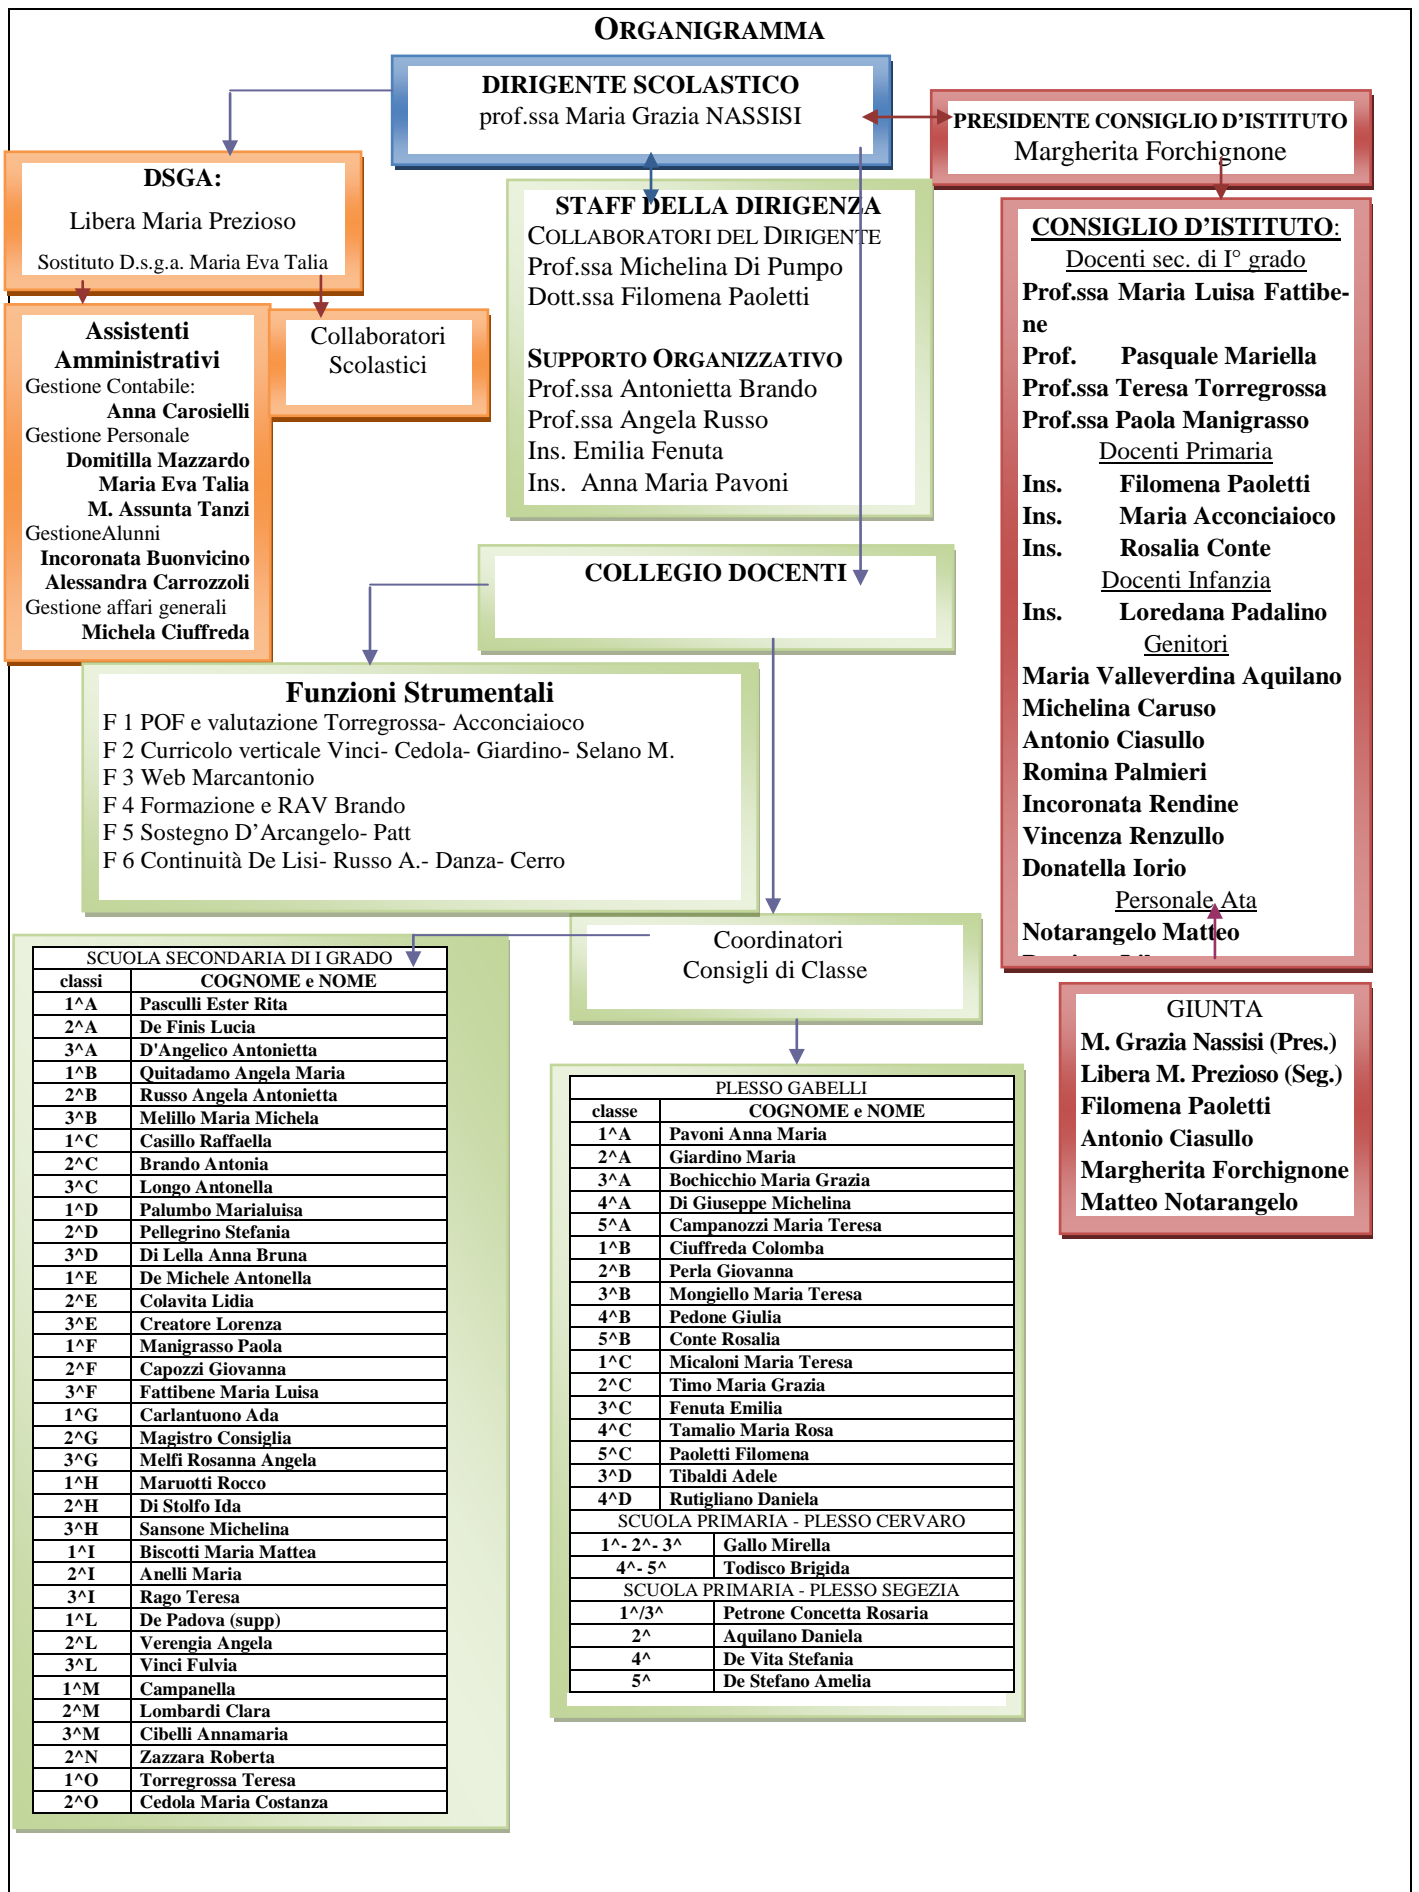 ORGANIGRAMMA
DIRIGENTE SCOLASTICO
prof.ssa Maria Grazia NASSISI
PRESIDENTE CONSIGLIO D'ISTITUTO
Margherita Forchignone
DSGA:
Libera Maria Prezioso
Sostituto D.s.g.a. Maria Eva Talia
STAFF DELLA DIRIGENZA
COLLABORATORI DEL DIRIGENTE
Prof.ssa Michelina Di Pumpo
Dott.ssa Filomena Paoletti
SUPPORTO ORGANIZZATIVO
Prof.ssa Antonietta Brando
Prof.ssa Angela Russo
Ins. Emilia Fenuta
Ins. Anna Maria Pavoni
CONSIGLIO D'ISTITUTO:
Docenti sec. di I° grado
Prof.ssa Maria Luisa Fattibe-
ne
Prof. Pasquale Mariella
Prof.ssa Teresa Torregrossa
Prof.ssa Paola Manigrasso
Docenti Primaria
Ins. Filomena Paoletti
Ins. Maria Acconciaioco
Ins. Rosalia Conte
Docenti Infanzia
Ins. Loredana Padalino
Genitori
Maria Valleverdina Aquilano
Michelina Caruso
Antonio Ciasullo
Romina Palmieri
Incoronata Rendine
Vincenza Renzullo
Donatella Iorio
Personale Ata
Notarangelo Matteo
Assistenti
Amministrativi
Gestione Contabile:
Anna Carosielli
Gestione Personale
Domitilla Mazzardo
Maria Eva Talia
M. Assunta Tanzi
GestioneAlunni
Incoronata Buonvicino
Alessandra Carrozzoli
Gestione affari generali
Michela Ciuffreda
Collaboratori
Scolastici
COLLEGIO DOCENTI
Funzioni Strumentali
F 1 POF e valutazione Torregrossa- Acconciaioco
F 2 Curricolo verticale Vinci- Cedola- Giardino- Selano M.
F 3 Web Marcantonio
F 4 Formazione e RAV Brando
F 5 Sostegno D'Arcangelo- Patt
F 6 Continuità De Lisi- Russo A.- Danza- Cerro
Coordinatori
Consigli di Classe
GIUNTA
M. Grazia Nassisi (Pres.)
Libera M. Prezioso (Seg.)
Filomena Paoletti
Antonio Ciasullo
Margherita Forchignone
Matteo Notarangelo
SCUOLA SECONDARIA DI I GRADO
classi COGNOME e NOME
1^A Pasculli Ester Rita
2^A De Finis Lucia
3^A D'Angelico Antonietta
1^B Quitadamo Angela Maria
2^B Russo Angela Antonietta
3^B Melillo Maria Michela
1^C Casillo Raffaella
2^C Brando Antonia
3^C Longo Antonella
1^D Palumbo Marialuisa
2^D Pellegrino Stefania
3^D Di Lella Anna Bruna
1^E De Michele Antonella
2^E Colavita Lidia
3^E Creatore Lorenza
1^F Manigrasso Paola
2^F Capozzi Giovanna
3^F Fattibene Maria Luisa
1^G Carlantuono Ada
2^G Magistro Consiglia
3^G Melfi Rosanna Angela
1^H Maruotti Rocco
2^H Di Stolfo Ida
3^H Sansone Michelina
1^I Biscotti Maria Mattea
2^I Anelli Maria
3^I Rago Teresa
1^L De Padova (supp)
2^L Verengia Angela
3^L Vinci Fulvia
1^M Campanella
2^M Lombardi Clara
3^M Cibelli Annamaria
2^N Zazzara Roberta
1^O Torregrossa Teresa
2^O Cedola Maria Costanza
PLESSO GABELLI
classe COGNOME e NOME
1^A Pavoni Anna Maria
2^A Giardino Maria
3^A Bochicchio Maria Grazia
4^A Di Giuseppe Michelina
5^A Campanozzi Maria Teresa
1^B Ciuffreda Colomba
2^B Perla Giovanna
3^B Mongiello Maria Teresa
4^B Pedone Giulia
5^B Conte Rosalia
1^C Micaloni Maria Teresa
2^C Timo Maria Grazia
3^C Fenuta Emilia
4^C Tamalio Maria Rosa
5^C Paoletti Filomena
3^D Tibaldi Adele
4^D Rutigliano Daniela
SCUOLA PRIMARIA - PLESSO CERVARO
1^- 2^- 3^ Gallo Mirella
4^- 5^ Todisco Brigida
SCUOLA PRIMARIA - PLESSO SEGEZIA
1^/3^ Petrone Concetta Rosaria
2^ Aquilano Daniela
4^ De Vita Stefania
5^ De Stefano Amelia